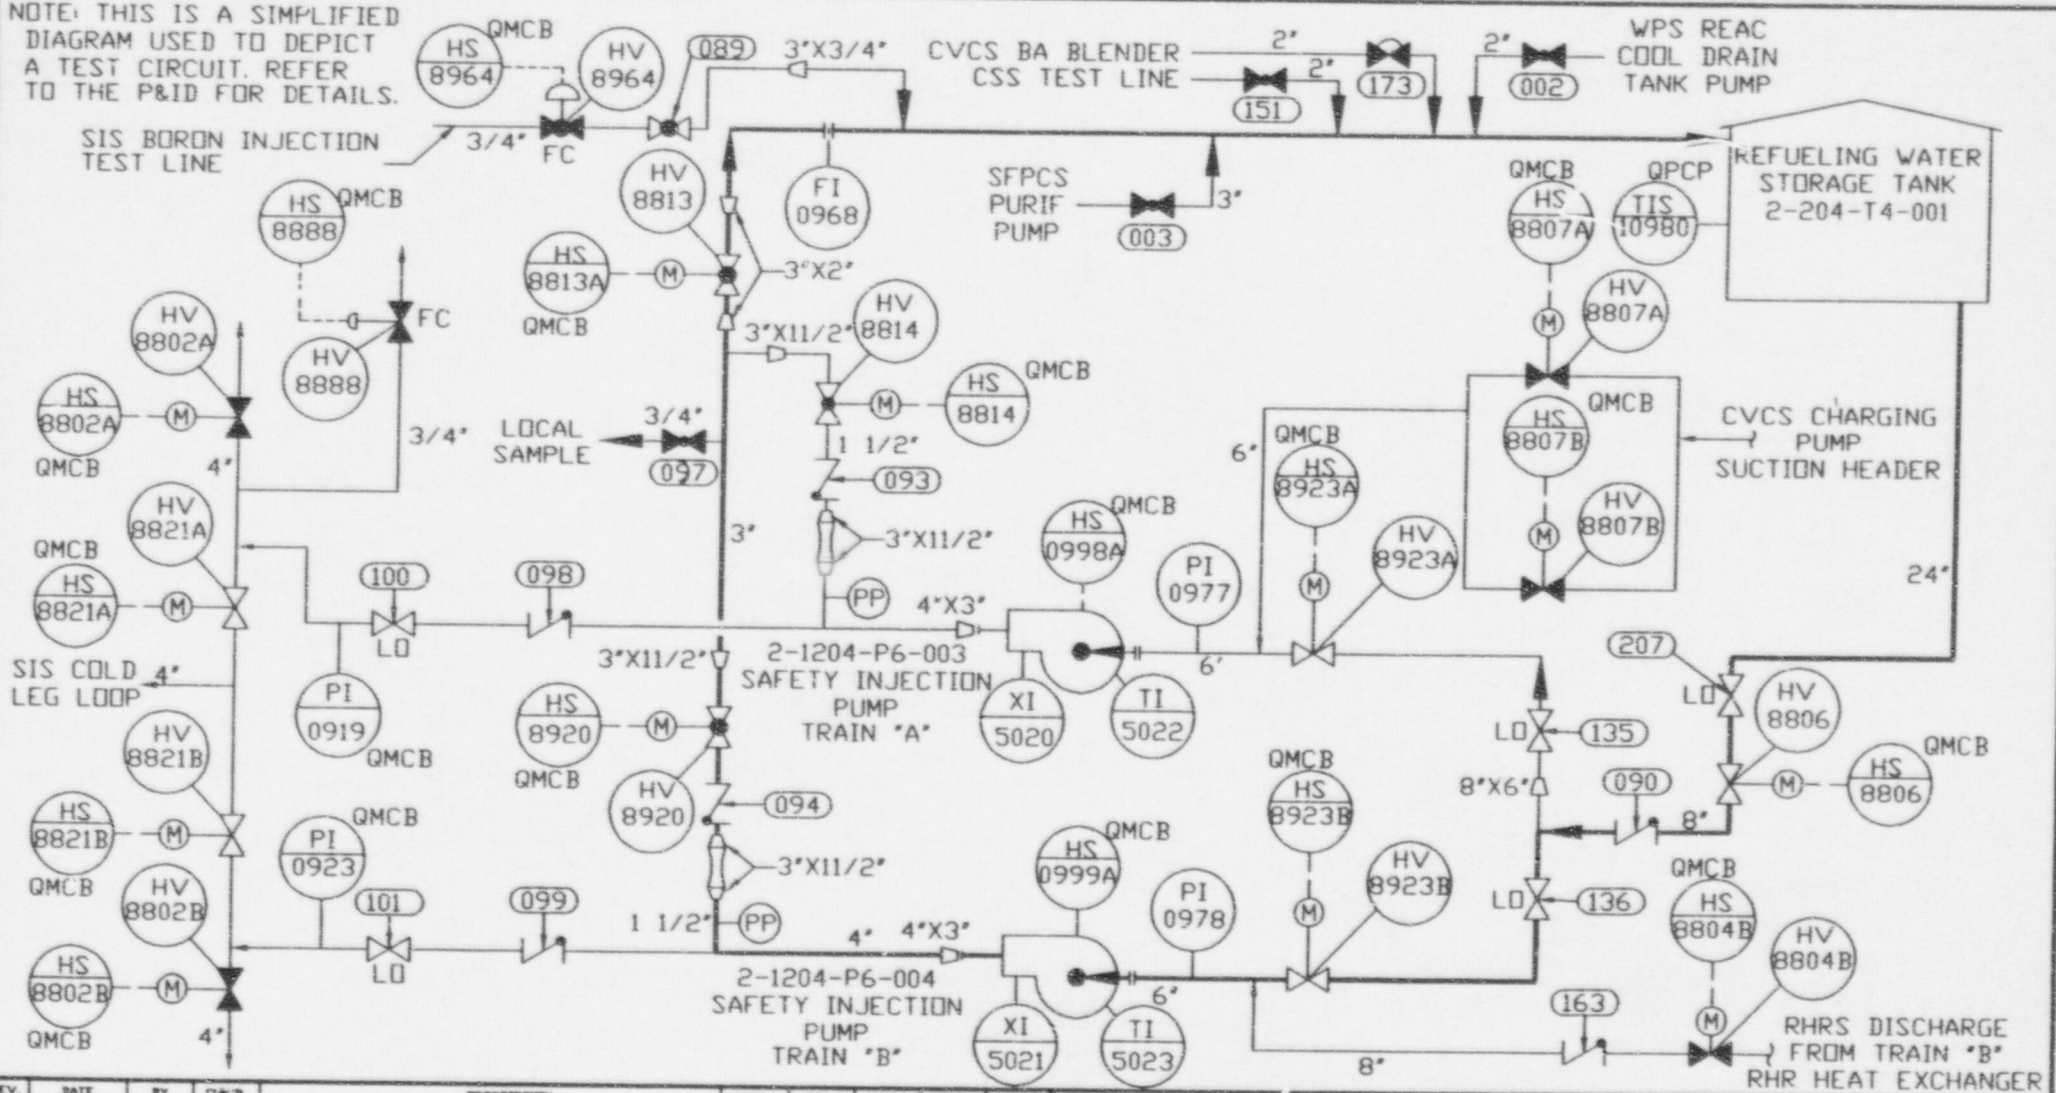 NOTE: THIS IS A SIMPLIFIED
DIAGRAM USED TO DEPICT
A TEST CIRCUIT. REFER
TO THE P&ID FOR DETAILS.
HS
8964
QMCB
HV
8964
089
3"X3/4"
3/4"
FC
SIS BORON INJECTION
TEST LINE
CVCS BA BLENDER
2"
173
CSS TEST LINE
2"
151
2"
002
WPS REAC
COOL DRAIN
TANK PUMP
SFPCS
PURIF
PUMP
003
3"
REFUELING WATER
STORAGE TANK
2-204-T4-001
QMCB
HS
8807A
QPCP
TIS
10980
M
HV
8807A
HV
8813
FI
0968
HS
8813A
QMCB
M
3"X2"
HS
8888
QMCB
FC
HV
8888
3/4"
HV
8802A
HS
8802A
QMCB
M
4"
3"X11/2"
HV
8814
M
HS
8814
QMCB
LOCAL
SAMPLE
3/4"
097
1 1/2"
093
3"X11/2"
PP
3"
QMCB
HS
8807B
M
HV
8807B
CVCS CHARGING
PUMP
SUCTION HEADER
6"
QMCB
HS
8923A
M
HV
8923A
24"
HV
8821A
QMCB
HS
8821A
M
100
LO
098
PI
0919
QMCB
4"X3"
HS
0998A
QMCB
PI
0977
6'
2-1204-P6-003
SAFETY INJECTION
PUMP
TRAIN "A"
XI
5020
TI
5022
SIS COLD
LEG LOOP
4"
3"X11/2"
HS
8920
QMCB
M
HV
8920
094
3"X11/2"
1 1/2"
PP
207
LO
HV
8806
M
HS
8806
QMCB
LO
135
8"X6"
090
8"
LO
136
HV
8821B
HS
8821B
QMCB
M
PI
0923
QMCB
101
LO
099
HV
8802B
HS
8802B
QMCB
M
4"
4"
4"X3"
HS
0999A
QMCB
PI
0978
6"
QMCB
HS
8923B
M
HV
8923B
2-1204-P6-004
SAFETY INJECTION
PUMP
TRAIN "B"
XI
5021
TI
5023
QMCB
HS
8804B
M
HV
8804B
163
8"
RHRS DISCHARGE
FROM TRAIN "B"
RHR HEAT EXCHANGER
DATE
BY